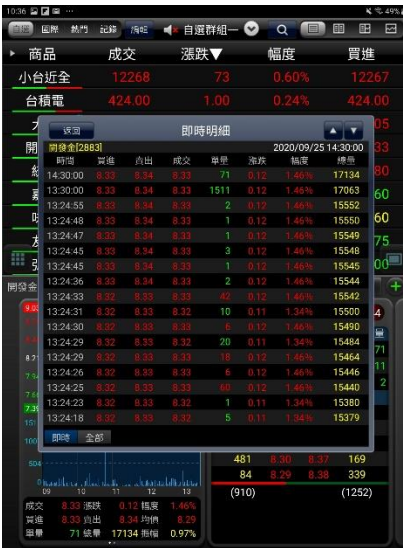 10:36 49%
自選 國際 熱門 記錄 編輯 自選群組一
商品 成交 漲跌▼ 幅度 買進
小台近全 12268 73 0.60% 12267
台積電 424.00 1.00 0.24% 424.00
返回 即時明細 ▲ ▼
開發金[2883] 2020/09/25 14:30:00
時間 買進 賣出 成交 單量 漲跌 幅度 總量
14:30:00 8.33 8.34 8.33 71 0.12 1.46% 17134
13:30:00 8.33 8.34 8.33 1511 0.12 1.46% 17063
13:24:55 8.33 8.34 8.33 2 0.12 1.46% 15552
13:24:48 8.33 8.34 8.33 1 0.12 1.46% 15550
13:24:47 8.33 8.34 8.33 1 0.12 1.46% 15549
13:24:45 8.33 8.34 8.33 3 0.12 1.46% 15548
13:24:45 8.33 8.34 8.33 1 0.12 1.46% 15545
13:24:36 8.33 8.34 8.33 2 0.12 1.46% 15544
13:24:33 8.32 8.33 8.33 42 0.12 1.46% 15542
13:24:31 8.32 8.33 8.32 10 0.11 1.34% 15500
13:24:30 8.32 8.33 8.33 6 0.12 1.46% 15490
13:24:29 8.32 8.33 8.32 20 0.11 1.34% 15484
13:24:29 8.32 8.33 8.33 18 0.12 1.46% 15464
13:24:26 8.32 8.33 8.33 6 0.12 1.46% 15446
13:24:25 8.32 8.33 8.33 60 0.12 1.46% 15440
13:24:23 8.32 8.33 8.32 1 0.11 1.34% 15380
13:24:18 8.32 8.33 8.32 5 0.11 1.34% 15379
即時 全部
開發金
504
0
09 10 11 12 13
481 8.30 8.37 169
84 8.29 8.38 339
(910) (1252)
成交 8.33 漲跌 0.12 幅度 1.46%
買進 8.33 賣出 8.34 均價 8.29
單量 71 總量 17134 振幅 0.97%